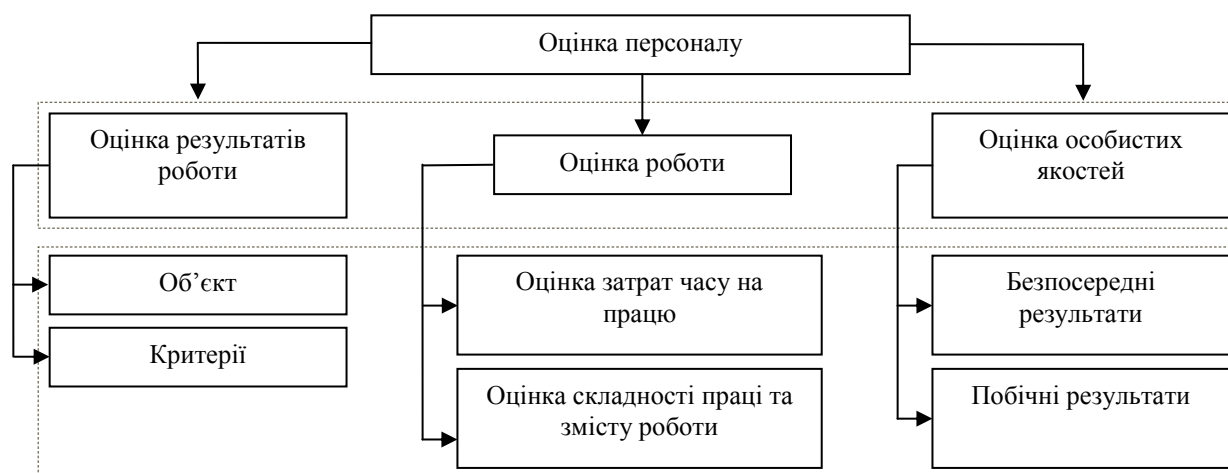 Оцінка персоналу
Оцінка результатів
роботи
Оцінка роботи
Оцінка особистих
якостей
Об’єкт
Критерії
Оцінка затрат часу на
працю
Оцінка складності праці та
змісту роботи
Безпосередні
результати
Побічні результати